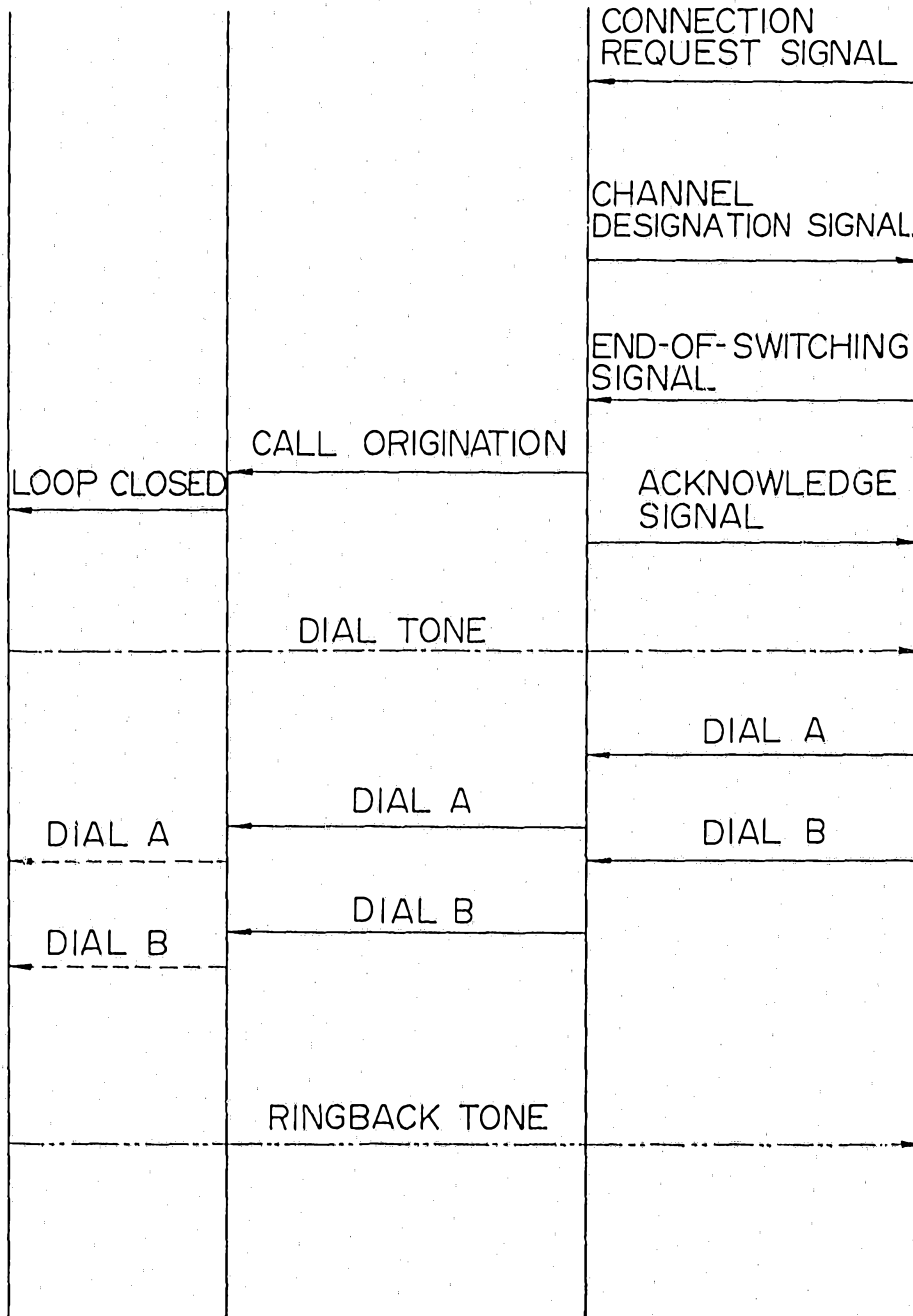 CONNECTION
REQUEST SIGNAL
CHANNEL
DESIGNATION SIGNAL
END-OF-SWITCHING
SIGNAL
CALL ORIGINATION
LOOP CLOSED
ACKNOWLEDGE
SIGNAL
DIAL TONE
DIAL A
DIAL A
DIAL A
DIAL B
DIAL B
DIAL B
RINGBACK TONE